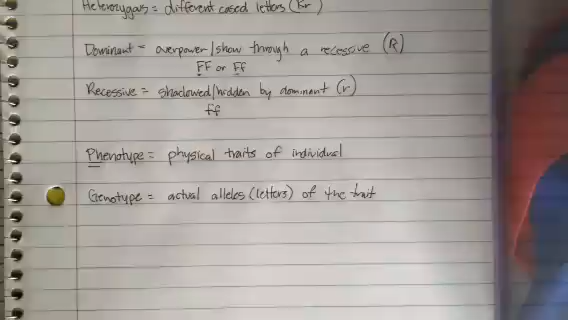 Heterozygous = different cased letters (Rr)
Dominant = overpower/show through a recessive (R)
FF or Ff
Recessive = shadowed/hidden by dominant (r)
ff
Phenotype = physical traits of individual
Genotype = actual alleles (letters) of the trait